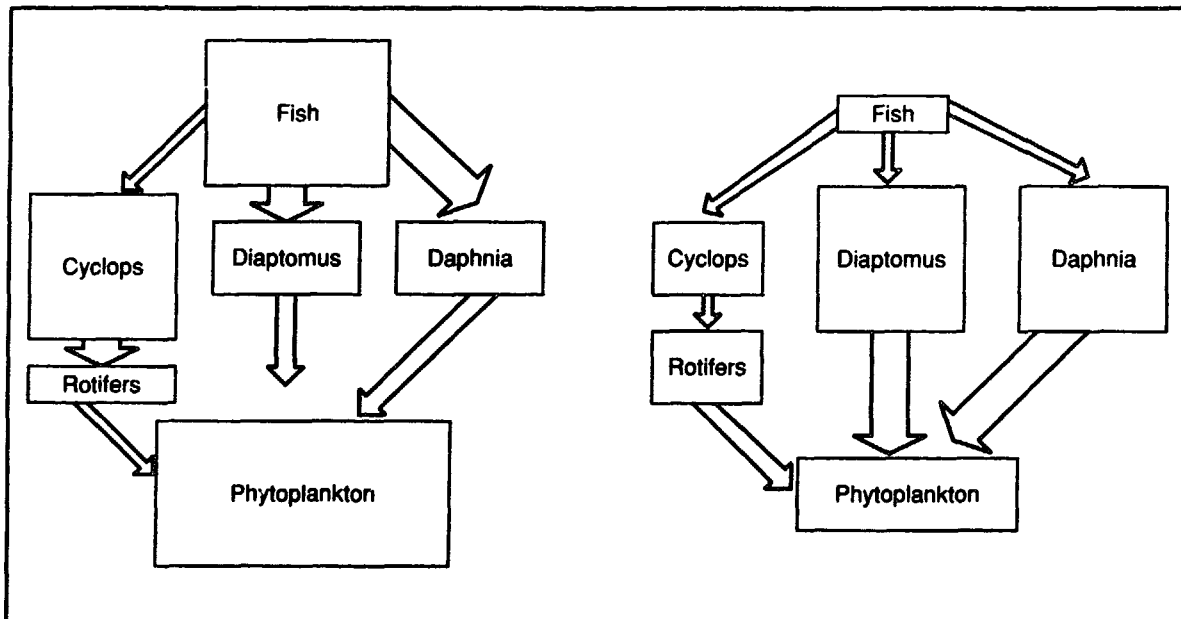 Fish
Cyclops
Diaptomus
Daphnia
Rotifers
Phytoplankton
Fish
Cyclops
Diaptomus
Daphnia
Rotifers
Phytoplankton